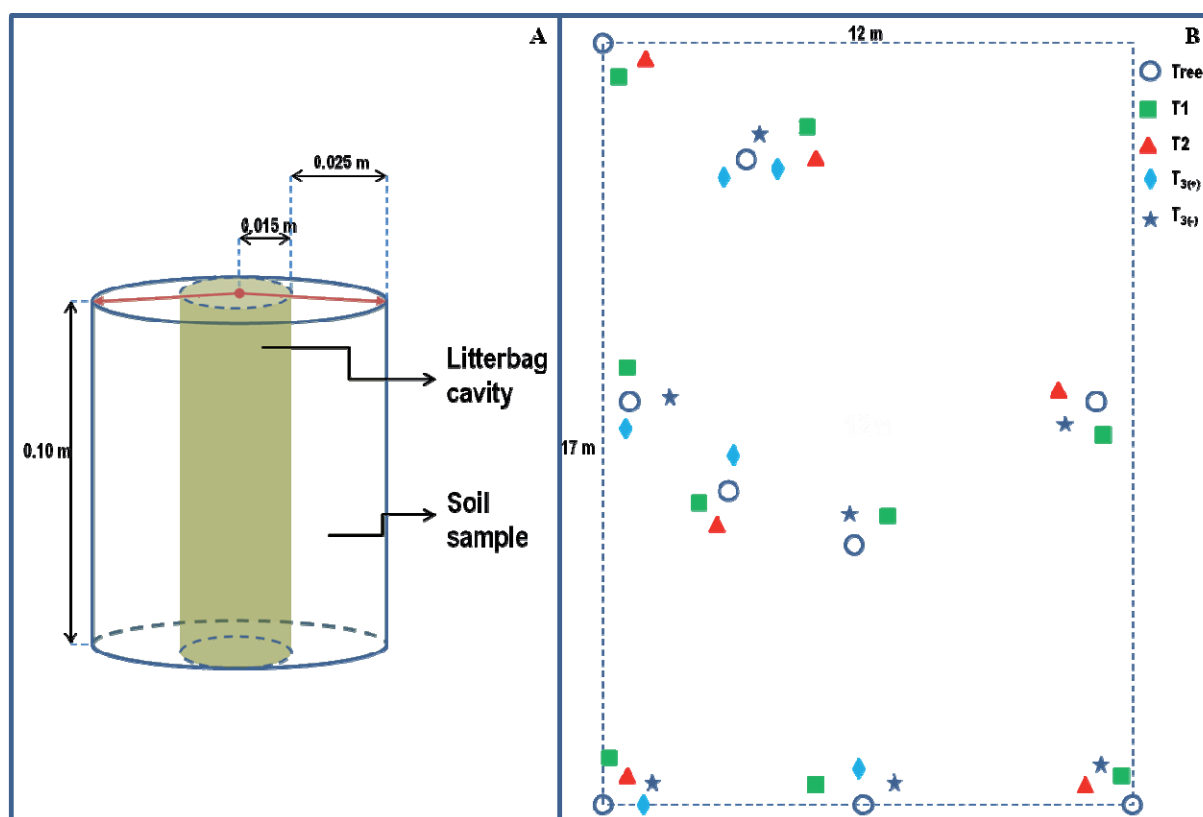 A
0.025 m
0.015 m
0.10 m
Litterbag
cavity
Soil
sample
B
12 m
17 m
Tree
T1
T2
T3(+)
T3(-)